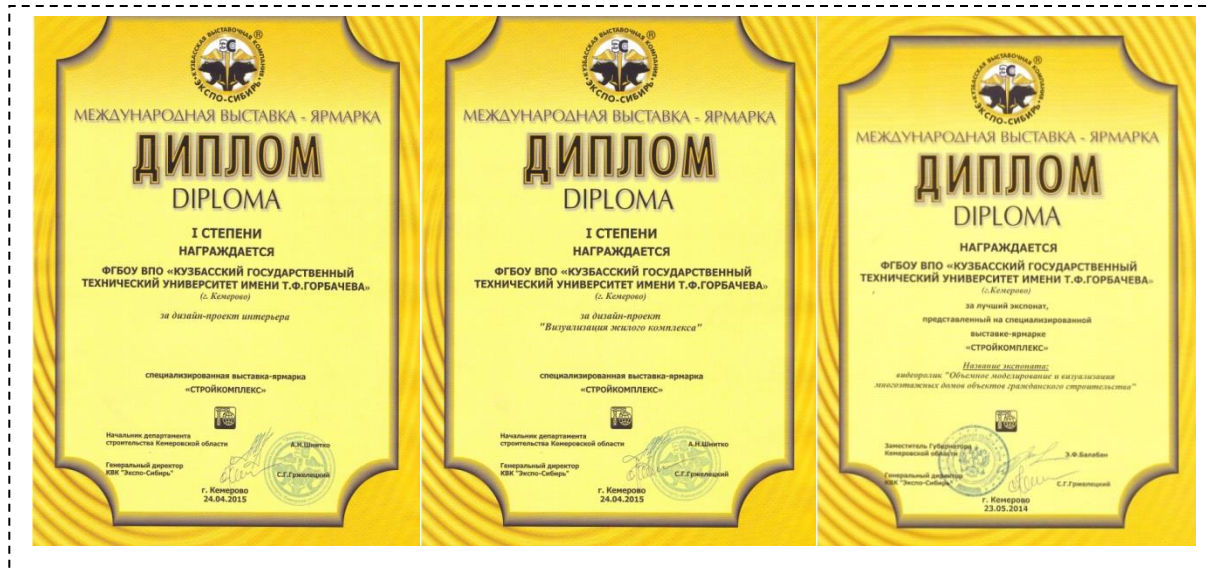 КУЗБАССКАЯ ВЫСТАВОЧНАЯ КОМПАНИЯ
ЭС
ЭКСПО-СИБИРЬ
®
МЕЖДУНАРОДНАЯ ВЫСТАВКА - ЯРМАРКА
ДИПЛОМ
DIPLOMA
I СТЕПЕНИ
НАГРАЖДАЕТСЯ
ФГБОУ ВПО «КУЗБАССКИЙ ГОСУДАРСТВЕННЫЙ
ТЕХНИЧЕСКИЙ УНИВЕРСИТЕТ ИМЕНИ Т.Ф.ГОРБАЧЕВА»
(г. Кемерово)
за дизайн-проект интерьера
специализированная выставка-ярмарка
«СТРОЙКОМПЛЕКС»
Начальник департамента
строительства Кемеровской области
А.Н.Шнитко
Генеральный директор
КВК "Экспо-Сибирь"
С.Г.Гржелецкий
г. Кемерово
24.04.2015
КУЗБАССКАЯ ВЫСТАВОЧНАЯ КОМПАНИЯ
ЭС
ЭКСПО-СИБИРЬ
®
МЕЖДУНАРОДНАЯ ВЫСТАВКА - ЯРМАРКА
ДИПЛОМ
DIPLOMA
I СТЕПЕНИ
НАГРАЖДАЕТСЯ
ФГБОУ ВПО «КУЗБАССКИЙ ГОСУДАРСТВЕННЫЙ
ТЕХНИЧЕСКИЙ УНИВЕРСИТЕТ ИМЕНИ Т.Ф.ГОРБАЧЕВА»
(г. Кемерово)
за дизайн-проект
"Визуализация жилого комплекса"
специализированная выставка-ярмарка
«СТРОЙКОМПЛЕКС»
Начальник департамента
строительства Кемеровской области
А.Н.Шнитко
Генеральный директор
КВК "Экспо-Сибирь"
С.Г.Гржелецкий
г. Кемерово
24.04.2015
КУЗБАССКАЯ ВЫСТАВОЧНАЯ КОМПАНИЯ
ЭС
ЭКСПО-СИБИРЬ
®
МЕЖДУНАРОДНАЯ ВЫСТАВКА - ЯРМАРКА
ДИПЛОМ
DIPLOMA
НАГРАЖДАЕТСЯ
ФГБОУ ВПО «КУЗБАССКИЙ ГОСУДАРСТВЕННЫЙ
ТЕХНИЧЕСКИЙ УНИВЕРСИТЕТ ИМЕНИ Т.Ф.ГОРБАЧЕВА»
(г.Кемерово)
за лучший экспонат,
представленный на специализированной
выставке-ярмарке
«СТРОЙКОМПЛЕКС»
Название экспоната:
видеоролик "Объемное моделирование и визуализация
многоэтажных домов объектов гражданского строительства"
Заместитель Губернатора
Кемеровской области
Э.Ф.Балабан
Генеральный директор
КВК "Экспо-Сибирь"
С.Г.Гржелецкий
г. Кемерово
23.05.2014